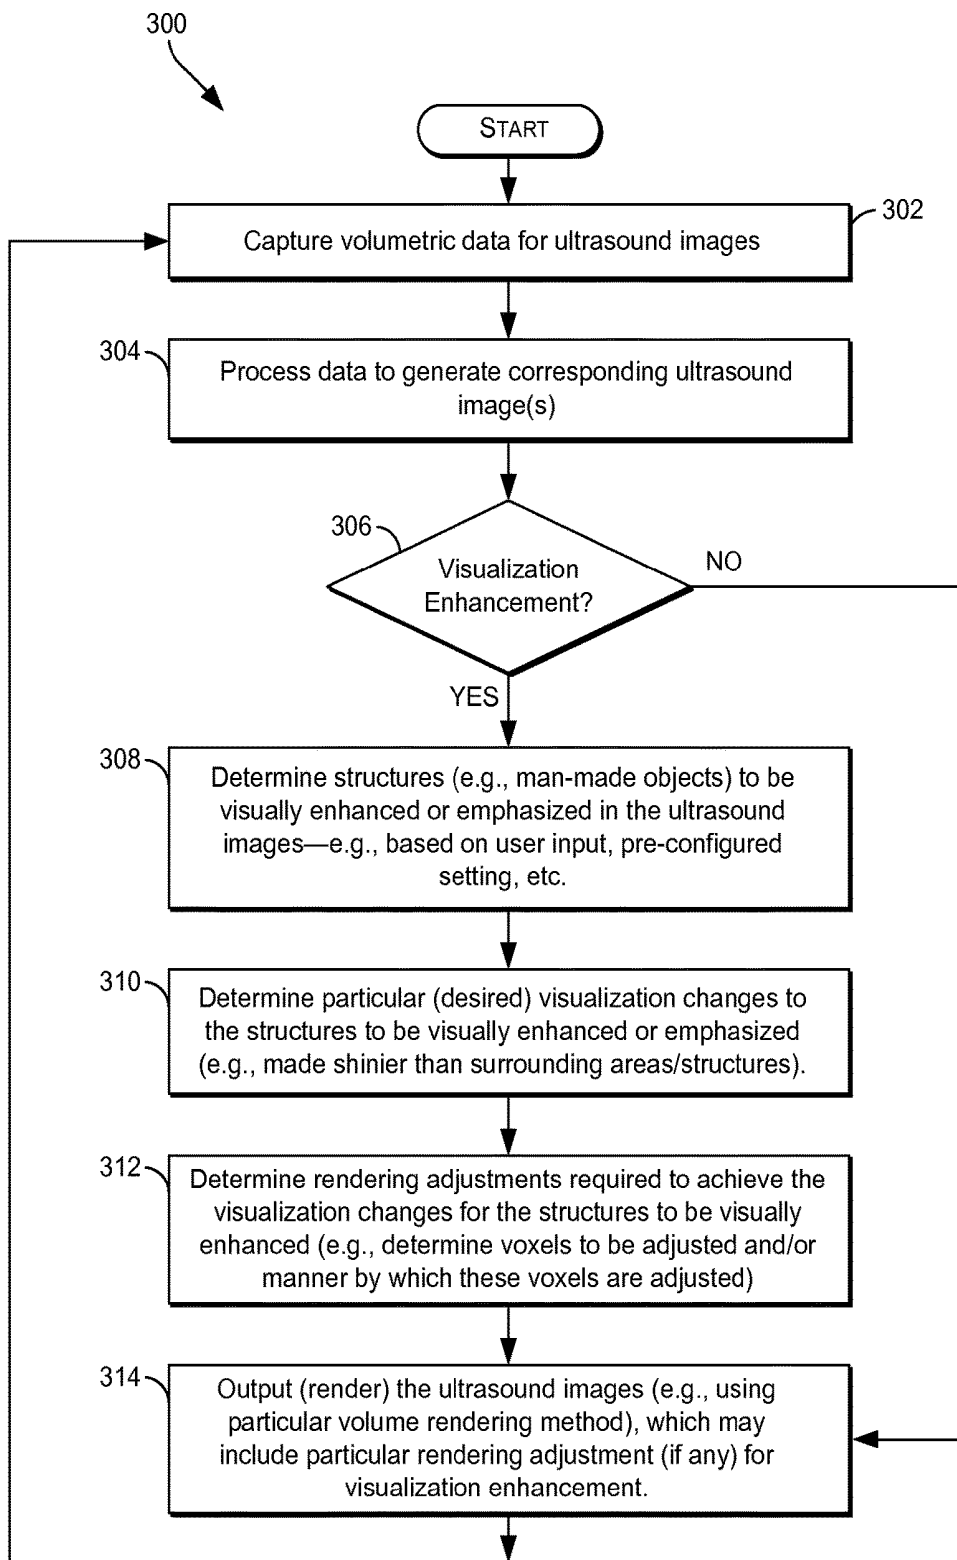 300
START
302
Capture volumetric data for ultrasound images
304
Process data to generate corresponding ultrasound
image(s)
306
Visualization
Enhancement?
NO
YES
308
Determine structures (e.g., man-made objects) to be
visually enhanced or emphasized in the ultrasound
images—e.g., based on user input, pre-configured
setting, etc.
310
Determine particular (desired) visualization changes to
the structures to be visually enhanced or emphasized
(e.g., made shinier than surrounding areas/structures).
312
Determine rendering adjustments required to achieve the
visualization changes for the structures to be visually
enhanced (e.g., determine voxels to be adjusted and/or
manner by which these voxels are adjusted)
314
Output (render) the ultrasound images (e.g., using
particular volume rendering method), which may
include particular rendering adjustment (if any) for
visualization enhancement.